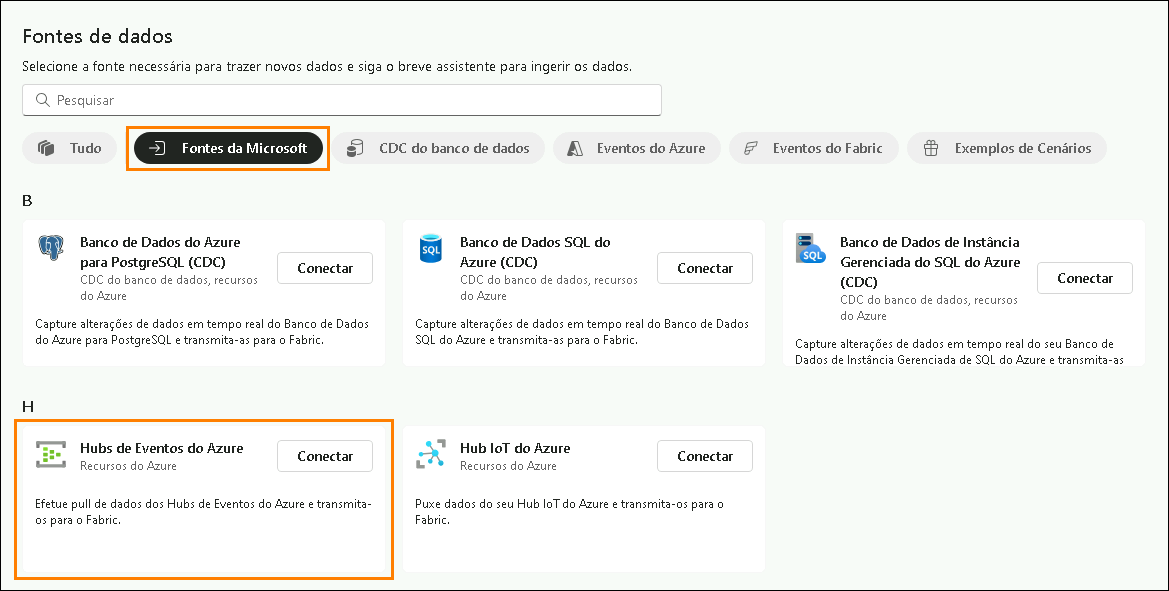 Fontes de dados
Selecione a fonte necessária para trazer novos dados e siga o breve assistente para ingerir os dados.
Pesquisar
Tudo
Fontes da Microsoft
CDC do banco de dados
Eventos do Azure
Eventos do Fabric
Exemplos de Cenários
B
Banco de Dados do Azure
para PostgreSQL (CDC)
CDC do banco de dados, recursos
do Azure
Conectar
Capture alterações de dados em tempo real do Banco de Dados
do Azure para PostgreSQL e transmita-as para o Fabric.
SQL
Banco de Dados SQL do
Azure (CDC)
CDC do banco de dados, recursos
do Azure
Conectar
Capture alterações de dados em tempo real do Banco de Dados
SQL do Azure e transmita-as para o Fabric.
SQL
Banco de Dados de Instância
Gerenciada do SQL do Azure
(CDC)
CDC do banco de dados, recursos
do Azure
Conectar
Capture alterações de dados em tempo real do seu Banco de
Dados de Instância Gerenciada de SQL do Azure e transmita-as
H
Hubs de Eventos do Azure
Recursos do Azure
Conectar
Efetue pull de dados dos Hubs de Eventos do Azure e transmita-
os para o Fabric.
Hub IoT do Azure
Recursos do Azure
Conectar
Puxe dados do seu Hub IoT do Azure e transmita-os para o
Fabric.